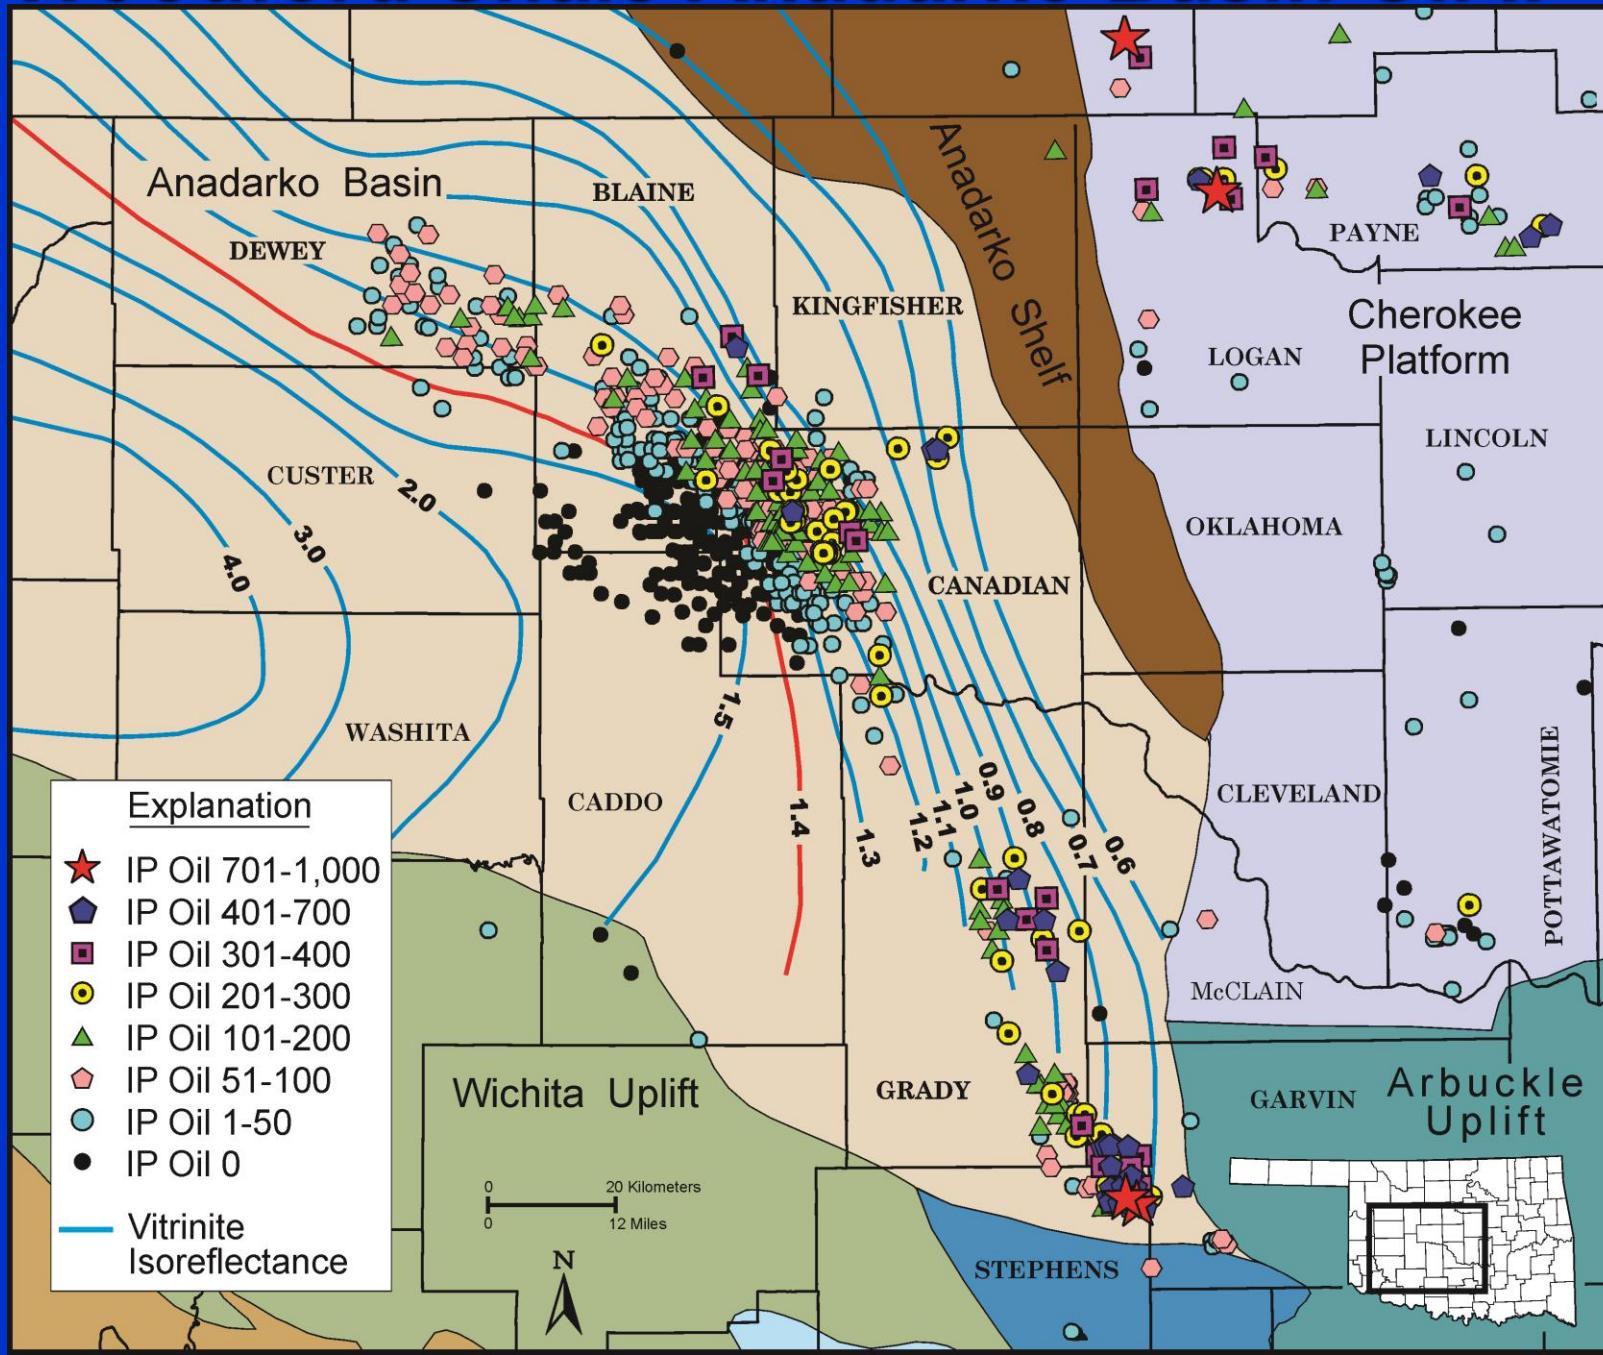 Anadarko Basin
BLAINE
DEWEY
Anadarko Shelf
PAYNE
KINGFISHER
Cherokee
Platform
LOGAN
LINCOLN
CUSTER
2.0
3.0
4.0
OKLAHOMA
CANADIAN
WASHITA
1.5
CADDO
1.4
1.3
1.2
1.1
1.0
0.9
0.8
0.7
0.6
CLEVELAND
POTTAWATOMIE
McCLAIN
Explanation
IP Oil 701-1,000
IP Oil 401-700
IP Oil 301-400
IP Oil 201-300
IP Oil 101-200
IP Oil 51-100
IP Oil 1-50
IP Oil 0
Vitrinite
Isoreflectance
Wichita Uplift
GRADY
GARVIN
Arbuckle
Uplift
0 20 Kilometers
0 12 Miles
N
STEPHENS